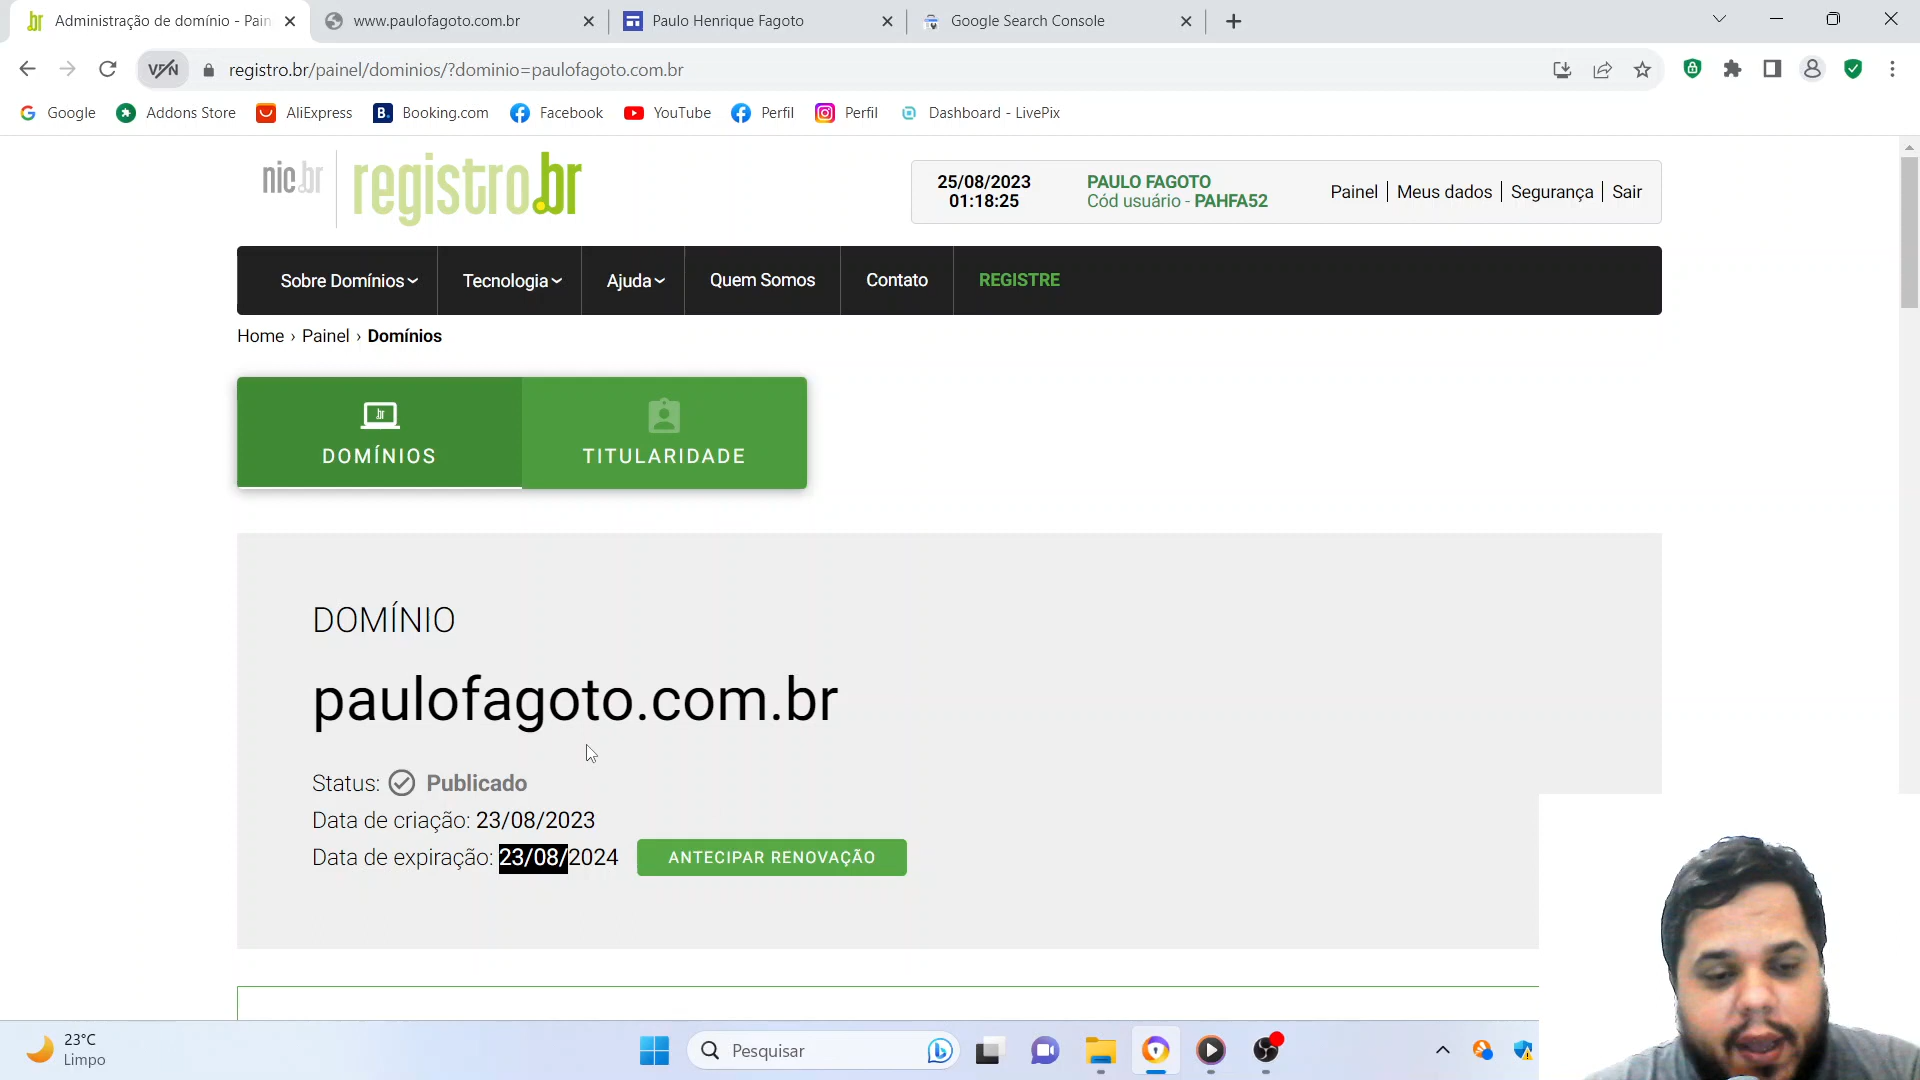 Administração de domínio - Pain
www.paulofagoto.com.br
Paulo Henrique Fagoto
Google Search Console
VPN
registro.br/painel/dominios/?dominio=paulofagoto.com.br
Google
Addons Store
AliExpress
Booking.com
Facebook
YouTube
Perfil
Perfil
Dashboard - LivePix
nic.br
registro.br
25/08/2023
01:18:25
PAULO FAGOTO
Cód usuário - PAHFA52
Painel
Meus dados
Segurança
Sair
Sobre Domínios
Tecnologia
Ajuda
Quem Somos
Contato
REGISTRE
Home › Painel › Domínios
DOMÍNIOS
TITULARIDADE
DOMÍNIO
paulofagoto.com.br
Status: Publicado
Data de criação: 23/08/2023
Data de expiração: 23/08/2024
ANTECIPAR RENOVAÇÃO
23°C
Limpo
Pesquisar